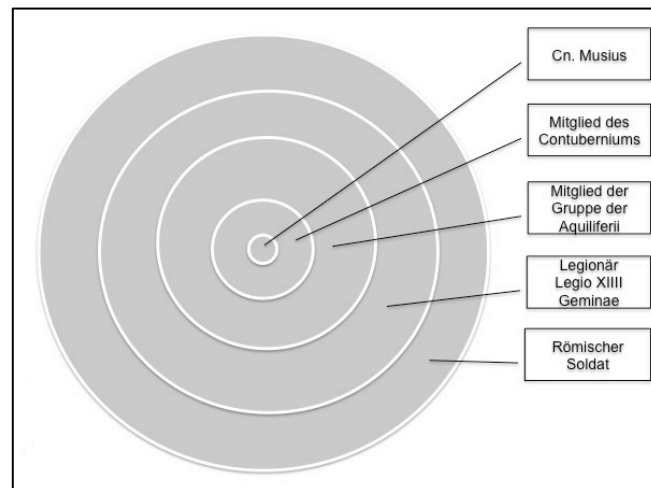 Cn. Musius
Mitglied des
Contuberniums
Mitglied der
Gruppe der
Aquiliferii
Legionär
Legio XIIII
Geminae
Römischer
Soldat